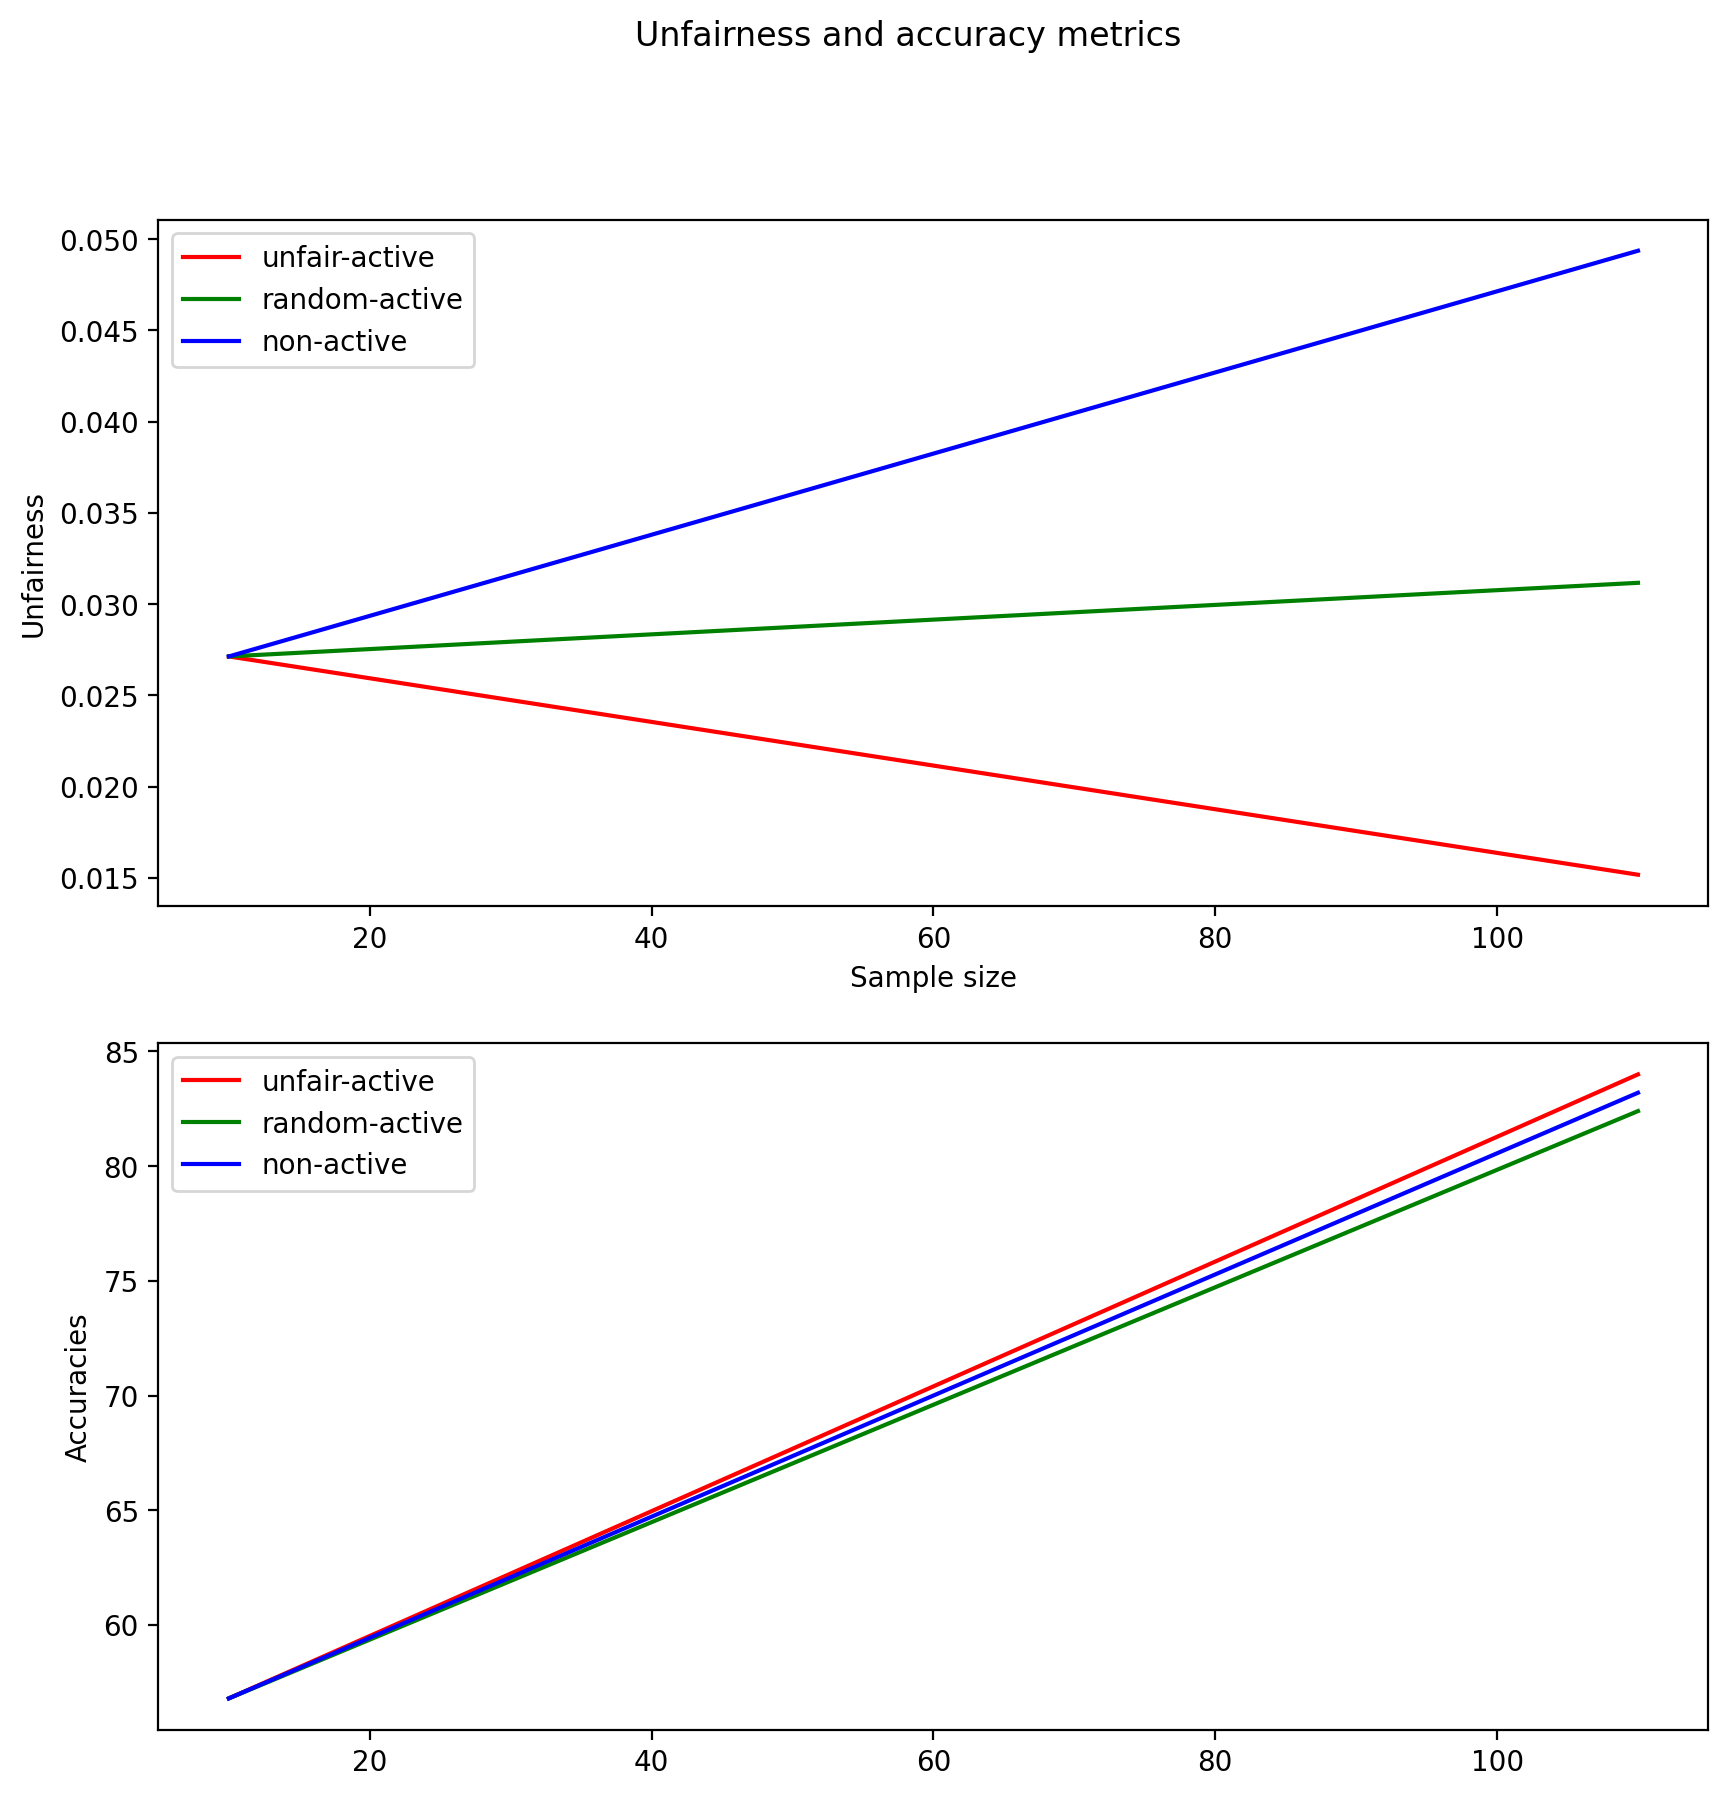 Unfairness and accuracy metrics
unfair-active
random-active
non-active
0.050
0.045
0.040
0.035
0.030
0.025
0.020
0.015
Unfairness
20 40 60 80 100
Sample size
unfair-active
random-active
non-active
85
80
75
70
65
60
Accuracies
20 40 60 80 100